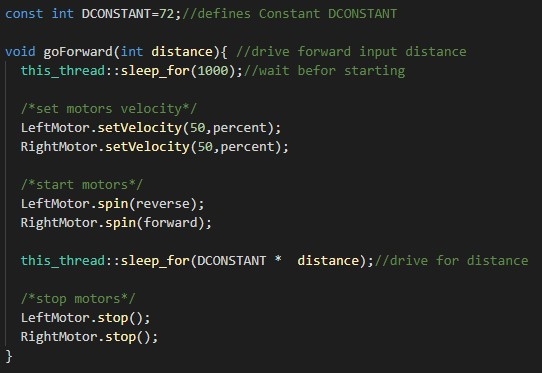 const int DCONSTANT=72;//defines Constant DCONSTANT
void goForward(int distance){ //drive forward input distance
this_thread::sleep_for(1000);//wait befor starting
/*set motors velocity*/
LeftMotor.setVelocity(50,percent);
RightMotor.setVelocity(50,percent);
/*start motors*/
LeftMotor.spin(reverse);
RightMotor.spin(forward);
this_thread::sleep_for(DCONSTANT *  distance);//drive for distance
/*stop motors*/
LeftMotor.stop();
RightMotor.stop();
}